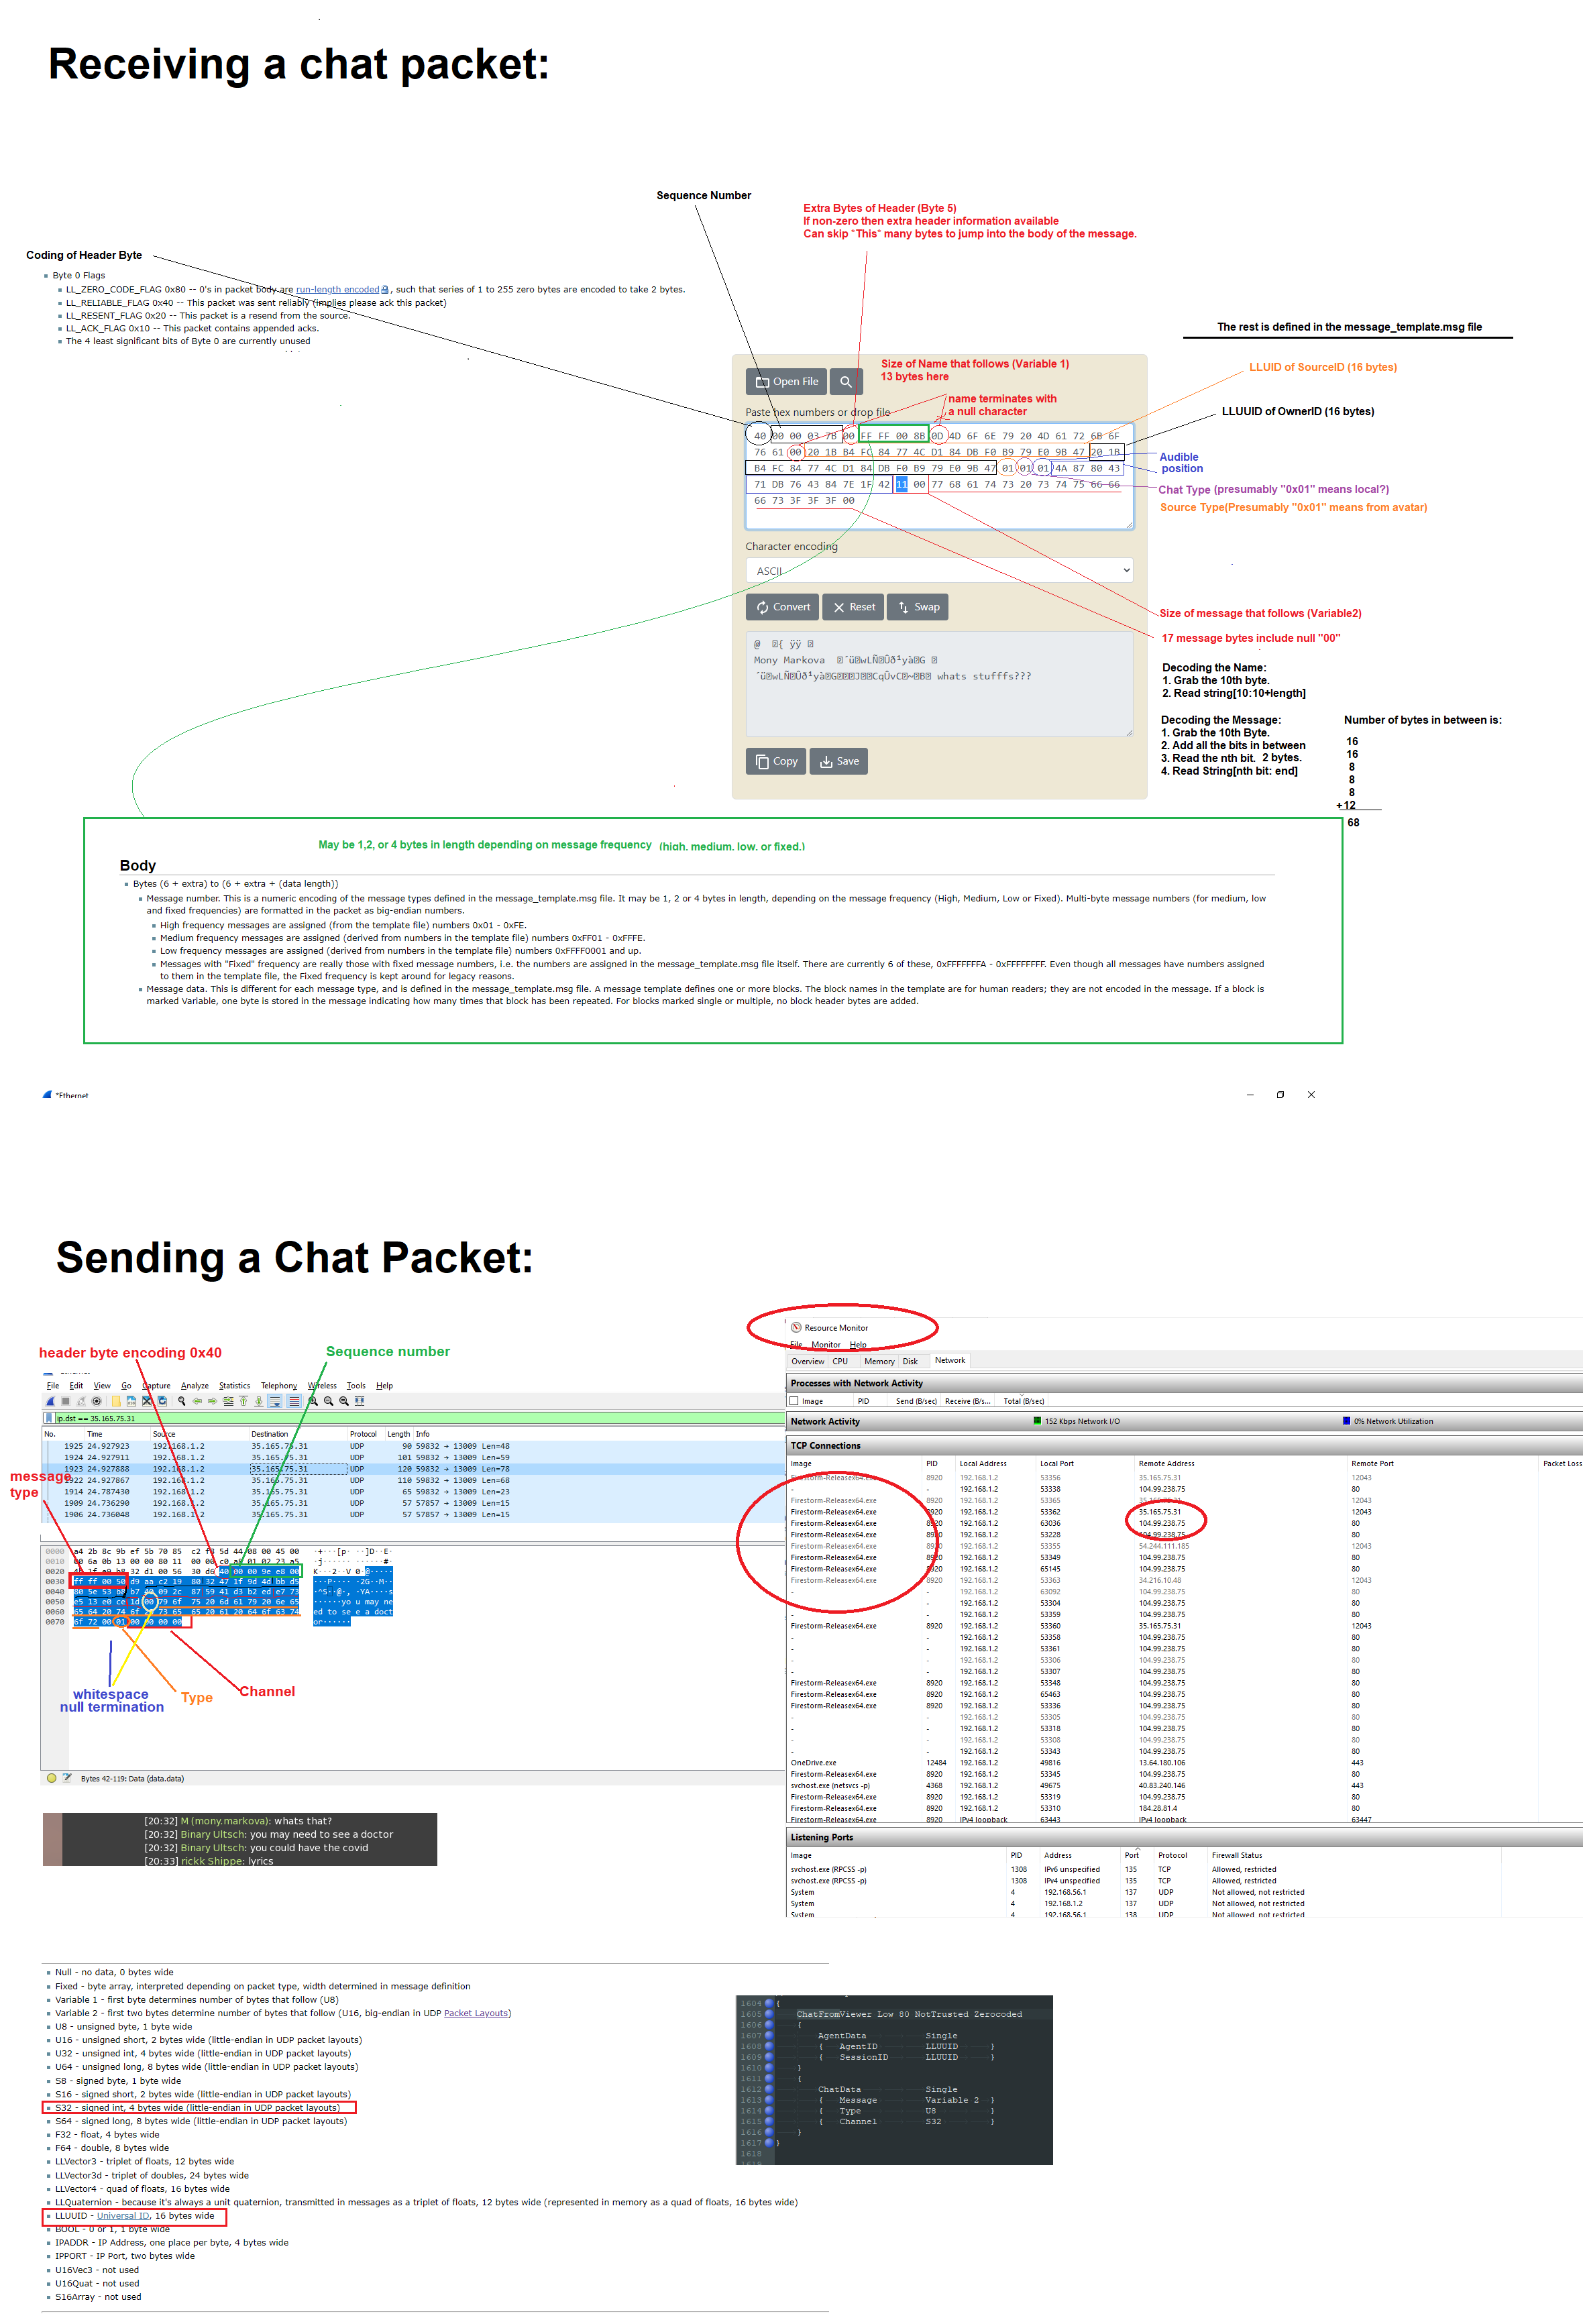 Receiving a chat packet:
Sequence Number
Extra Bytes of Header (Byte 5)
If non-zero then extra header information available
Can skip "This" many bytes to jump into the body of the message.
Coding of Header Byte
Byte 0 Flags
LL_ZERO_CODE_FLAG 0x80 -- 0's in packet body are run-length encoded, such that series of 1 to 255 zero bytes are encoded to take 2 bytes.
LL_RELIABLE_FLAG 0x40 -- This packet was sent reliably (implies please ack this packet)
LL_RESENT_FLAG 0x20 -- This packet is a resend from the source.
LL_ACK_FLAG 0x10 -- This packet contains appended acks.
The 4 least significant bits of Byte 0 are currently unused
The rest is defined in the message_template.msg file
Size of Name that follows (Variable 1)
13 bytes here
LLUID of SourceID (16 bytes)
Open File
name terminates with
a null character
Paste hex numbers or drop file
LLUUID of OwnerID (16 bytes)
40 00 00 03 7B 00 FF FF 00 8B 0D 4D 6F 6E 79 20 4D 61 72 6B 6F
76 61 00 20 1B B4 FC 84 77 4C D1 84 DB F0 B9 79 E0 9B 47 20 1B
B4 FC 84 77 4C D1 84 DB F0 B9 79 E0 9B 47 01 01 01 4A 87 80 43
71 DB 76 43 84 7E 1F 42 11 00 77 68 61 74 73 20 73 74 75 66 66
66 73 3F 3F 3F 00
Audible
position
Chat Type (presumably "0x01" means local?)
Source Type(Presumably "0x01" means from avatar)
Character encoding
ASCII
Convert
Reset
Swap
Size of message that follows (Variable2)
17 message bytes include null "00"
Mony Markova
whats stufffs???
Decoding the Name:
1. Grab the 10th byte.
2. Read string[10:10+length]
Decoding the Message:
1. Grab the 10th Byte.
2. Add all the bits in between
3. Read the nth bit. 2 bytes.
4. Read String[nth bit: end]
Number of bytes in between is:
16
16
8
8
8
+12
68
Copy
Save
May be 1,2, or 4 bytes in length depending on message frequency (high, medium, low, or fixed.)
Body
Bytes (6 + extra) to (6 + extra + (data length))
Message number. This is a numeric encoding of the message types defined in the message_template.msg file. It may be 1, 2 or 4 bytes in length, depending on the message frequency (High, Medium, Low or Fixed). Multi-byte message numbers (for medium, low
and fixed frequencies) are formatted in the packet as big-endian numbers.
High frequency messages are assigned (from the template file) numbers 0x01 - 0xFE.
Medium frequency messages are assigned (derived from numbers in the template file) numbers 0xFF01 - 0xFFFE.
Low frequency messages are assigned (derived from numbers in the template file) numbers 0xFFFF0001 and up.
Messages with "Fixed" frequency are really those with fixed message numbers, i.e. the numbers are assigned in the message_template.msg file itself. There are currently 6 of these, 0xFFFFFFFA - 0xFFFFFFFF. Even though all messages have numbers assigned
to them in the template file, the Fixed frequency is kept around for legacy reasons.
Message data. This is different for each message type, and is defined in the message_template.msg file. A message template defines one or more blocks. The block names in the template are for human readers; they are not encoded in the message. If a block is
marked Variable, one byte is stored in the message indicating how many times that block has been repeated. For blocks marked single or multiple, no block header bytes are added.
*Ethernet
Sending a Chat Packet:
header byte encoding 0x40
Sequence number
File Edit View Go Capture Analyze Statistics Telephony Wireless Tools Help
ip.dst == 35.165.75.31
No. Time Source Destination Protocol Length Info
1925 24.927923 192.168.1.2 35.165.75.31 UDP 90 59832 → 13009 Len=48
1924 24.927911 192.168.1.2 35.165.75.31 UDP 101 59832 → 13009 Len=59
1923 24.927888 192.168.1.2 35.165.75.31 UDP 120 59832 → 13009 Len=78
1922 24.927867 192.168.1.2 35.165.75.31 UDP 110 59832 → 13009 Len=68
1914 24.787430 192.168.1.2 35.165.75.31 UDP 65 59832 → 13009 Len=23
1909 24.736290 192.168.1.2 35.165.75.31 UDP 57 57857 → 13009 Len=15
1906 24.736048 192.168.1.2 35.165.75.31 UDP 57 57857 → 13009 Len=15
message
type
0000 a4 2b 8c 9b ef 5b 70 85 c2 f8 5d 44 08 00 45 00
0010 00 6a 0b 13 00 00 80 11 00 00 c0 a8 01 02 23 a5
0020 4b 1f e9 b8 32 d1 00 56 30 d6 40 00 00 9e e8 00
0030 ff ff 00 50 d9 aa c2 19 80 32 47 1f 9d 4d bb d5
0040 80 5e 53 b8 b7 40 09 2c 87 59 41 d3 b2 ed e7 73
0050 e5 13 e0 ce 1d 00 79 6f 75 20 6d 61 79 20 6e 65
0060 65 64 20 74 6f 20 73 65 65 20 61 20 64 6f 63 74
0070 6f 72 00 01 00 00 00 00
whitespace
null termination
Type
Channel
Bytes 42-119: Data (data.data)
[20:32] M (mony.markova): whats that?
[20:32] Binary Ultsch: you may need to see a doctor
[20:32] Binary Ultsch: you could have the covid
[20:33] rickk Shippe: lyrics
Resource Monitor
File Monitor Help
Overview CPU Memory Disk Network
Processes with Network Activity
Image PID Send (B/sec) Receive (B/s... Total (B/sec)
Network Activity 152 Kbps Network I/O 0% Network Utilization
TCP Connections
Image PID Local Address Local Port Remote Address Remote Port Packet Loss
Firestorm-Releasex64.exe 8920 192.168.1.2 53356 35.165.75.31 12043
- - 192.168.1.2 53338 104.99.238.75 80
Firestorm-Releasex64.exe 8920 192.168.1.2 53365 35.165.75.31 12043
Firestorm-Releasex64.exe 8920 192.168.1.2 53362 35.165.75.31 12043
Firestorm-Releasex64.exe 8920 192.168.1.2 63036 104.99.238.75 80
Firestorm-Releasex64.exe 8920 192.168.1.2 53228 104.99.238.75 80
Firestorm-Releasex64.exe 8920 192.168.1.2 53355 54.244.111.185 12043
Firestorm-Releasex64.exe 8920 192.168.1.2 53349 104.99.238.75 80
Firestorm-Releasex64.exe 8920 192.168.1.2 65145 104.99.238.75 80
Firestorm-Releasex64.exe 8920 192.168.1.2 53363 34.216.10.48 12043
- - 192.168.1.2 63092 104.99.238.75 80
- - 192.168.1.2 53304 104.99.238.75 80
- - 192.168.1.2 53359 104.99.238.75 80
Firestorm-Releasex64.exe 8920 192.168.1.2 53360 35.165.75.31 12043
- - 192.168.1.2 53358 104.99.238.75 80
- - 192.168.1.2 53361 104.99.238.75 80
- - 192.168.1.2 53306 104.99.238.75 80
- - 192.168.1.2 53307 104.99.238.75 80
Firestorm-Releasex64.exe 8920 192.168.1.2 53348 104.99.238.75 80
Firestorm-Releasex64.exe 8920 192.168.1.2 65463 104.99.238.75 80
Firestorm-Releasex64.exe 8920 192.168.1.2 53336 104.99.238.75 80
- - 192.168.1.2 53305 104.99.238.75 80
- - 192.168.1.2 53318 104.99.238.75 80
- - 192.168.1.2 53308 104.99.238.75 80
- - 192.168.1.2 53343 104.99.238.75 80
OneDrive.exe 12484 192.168.1.2 49816 13.64.180.106 443
Firestorm-Releasex64.exe 8920 192.168.1.2 53345 104.99.238.75 80
svchost.exe (netsvcs -p) 4368 192.168.1.2 49675 40.83.240.146 443
Firestorm-Releasex64.exe 8920 192.168.1.2 53319 104.99.238.75 80
Firestorm-Releasex64.exe 8920 192.168.1.2 53310 184.28.81.4 80
Firestorm-Releasex64.exe 8920 IPv4 loopback 63443 IPv4 loopback 63447
Listening Ports
Image PID Address Port Protocol Firewall Status
svchost.exe (RPCSS -p) 1308 IPv6 unspecified 135 TCP Allowed, restricted
svchost.exe (RPCSS -p) 1308 IPv4 unspecified 135 TCP Allowed, restricted
System 4 192.168.56.1 137 UDP Not allowed, not restricted
System 4 192.168.1.2 137 UDP Not allowed, not restricted
System 4 192.168.56.1 138 UDP Not allowed, not restricted
Null - no data, 0 bytes wide
Fixed - byte array, interpreted depending on packet type, width determined in message definition
Variable 1 - first byte determines number of bytes that follow (U8)
Variable 2 - first two bytes determine number of bytes that follow (U16, big-endian in UDP Packet Layouts)
U8 - unsigned byte, 1 byte wide
U16 - unsigned short, 2 bytes wide (little-endian in UDP packet layouts)
U32 - unsigned int, 4 bytes wide (little-endian in UDP packet layouts)
U64 - unsigned long, 8 bytes wide (little-endian in UDP packet layouts)
S8 - signed byte, 1 byte wide
S16 - signed short, 2 bytes wide (little-endian in UDP packet layouts)
S32 - signed int, 4 bytes wide (little-endian in UDP packet layouts)
S64 - signed long, 8 bytes wide (little-endian in UDP packet layouts)
F32 - float, 4 bytes wide
F64 - double, 8 bytes wide
LLVector3 - triplet of floats, 12 bytes wide
LLVector3d - triplet of doubles, 24 bytes wide
LLVector4 - quad of floats, 16 bytes wide
LLQuaternion - because it's always a unit quaternion, transmitted in messages as a triplet of floats, 12 bytes wide (represented in memory as a quad of floats, 16 bytes wide)
LLUUID - Universal ID, 16 bytes wide
BOOL - 0 or 1, 1 byte wide
IPADDR - IP Address, one place per byte, 4 bytes wide
IPPORT - IP Port, two bytes wide
U16Vec3 - not used
U16Quat - not used
S16Array - not used
1604 {
1605 ChatFromViewer Low 80 NotTrusted Zerocoded
1606 {
1607 AgentData Single
1608 { AgentID LLUUID }
1609 { SessionID LLUUID }
1610 }
1611 {
1612 ChatData Single
1613 { Message Variable 2 }
1614 { Type U8 }
1615 { Channel S32 }
1616 }
1617 }
1618